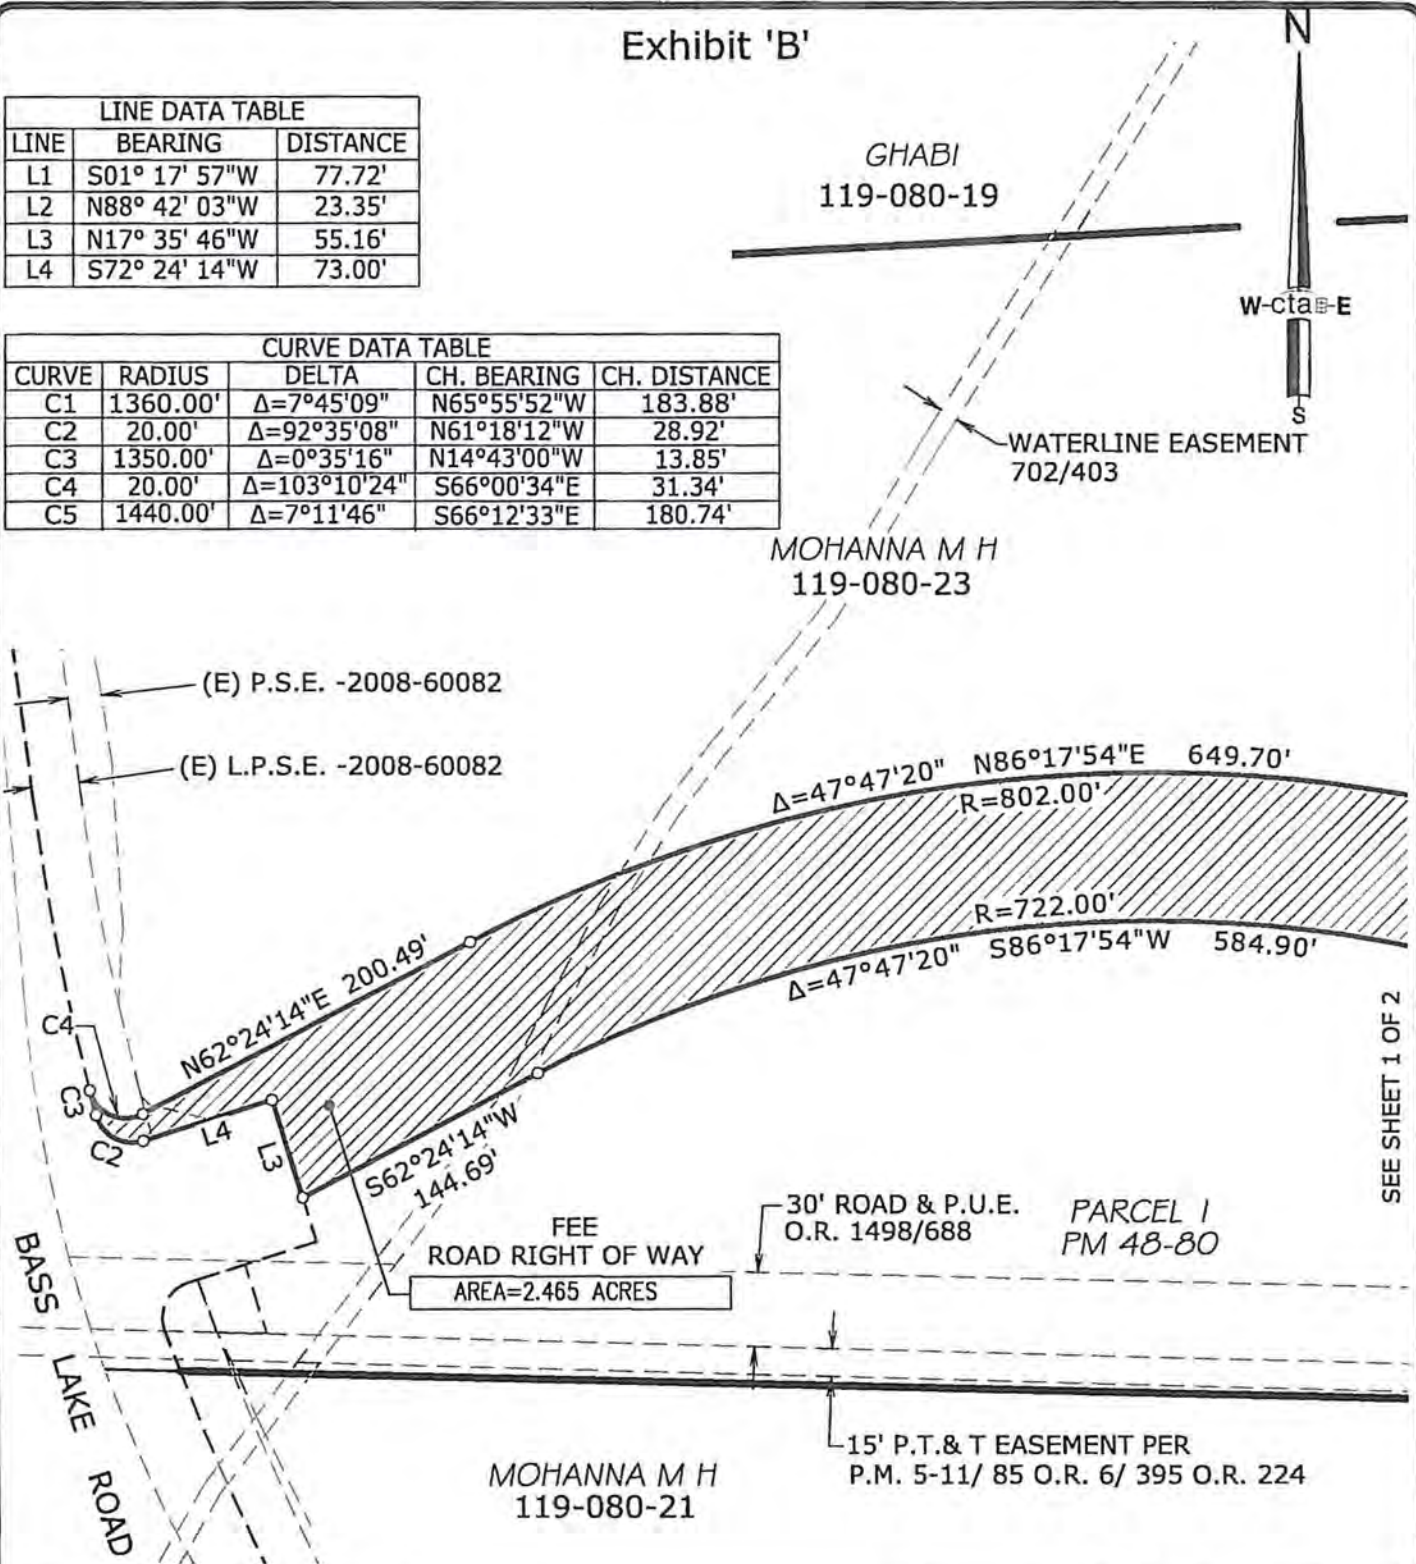 Exhibit 'B'
N
LINE DATA TABLE
LINE BEARING DISTANCE
L1 S01° 17' 57"W 77.72'
L2 N88° 42' 03"W 23.35'
L3 N17° 35' 46"W 55.16'
L4 S72° 24' 14"W 73.00'
GHABI
119-080-19
W-cta-E
S
CURVE DATA TABLE
CURVE RADIUS DELTA CH. BEARING CH. DISTANCE
C1 1360.00' Δ=7°45'09" N65°55'52"W 183.88'
C2 20.00' Δ=92°35'08" N61°18'12"W 28.92'
C3 1350.00' Δ=0°35'16" N14°43'00"W 13.85'
C4 20.00' Δ=103°10'24" S66°00'34"E 31.34'
C5 1440.00' Δ=7°11'46" S66°12'33"E 180.74'
WATERLINE EASEMENT
702/403
MOHANNA M H
119-080-23
(E) P.S.E. -2008-60082
(E) L.P.S.E. -2008-60082
Δ=47°47'20" N86°17'54"E 649.70'
R=802.00'
R=722.00'
Δ=47°47'20" S86°17'54"W 584.90'
N62°24'14"E 200.49'
C4
C3
C2
L4
L3
S62°24'14"W
144.69'
SEE SHEET 1 OF 2
FEE
ROAD RIGHT OF WAY
AREA=2.465 ACRES
30' ROAD & P.U.E.
O.R. 1498/688
PARCEL 1
PM 48-80
BASS LAKE ROAD
15' P.T.& T EASEMENT PER
P.M. 5-11/ 85 O.R. 6/ 395 O.R. 224
MOHANNA M H
119-080-21